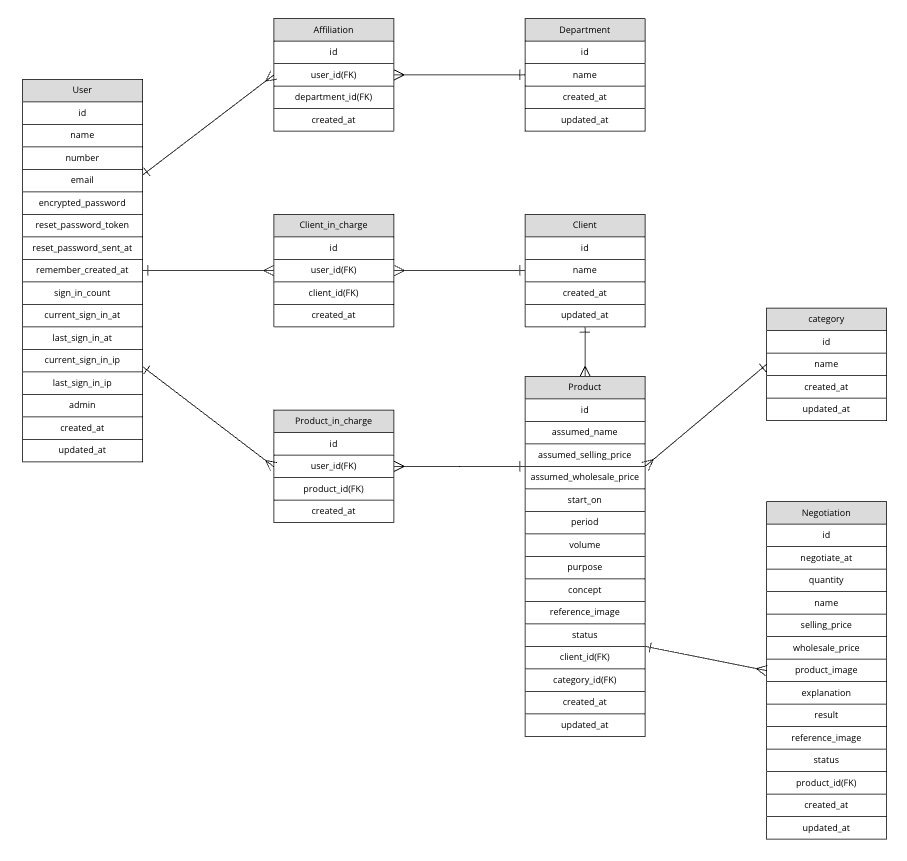 User
id
name
number
email
encrypted_password
reset_password_token
reset_password_sent_at
remember_created_at
sign_in_count
current_sign_in_at
last_sign_in_at
current_sign_in_ip
last_sign_in_ip
admin
created_at
updated_at
Affiliation
id
user_id(FK)
department_id(FK)
created_at
Department
id
name
created_at
updated_at
Client_in_charge
id
user_id(FK)
client_id(FK)
created_at
Client
id
name
created_at
updated_at
Product_in_charge
id
user_id(FK)
product_id(FK)
created_at
Product
id
assumed_name
assumed_selling_price
assumed_wholesale_price
start_on
period
volume
purpose
concept
reference_image
status
client_id(FK)
category_id(FK)
created_at
updated_at
category
id
name
created_at
updated_at
Negotiation
id
negotiate_at
quantity
name
selling_price
wholesale_price
product_image
explanation
result
reference_image
status
product_id(FK)
created_at
updated_at